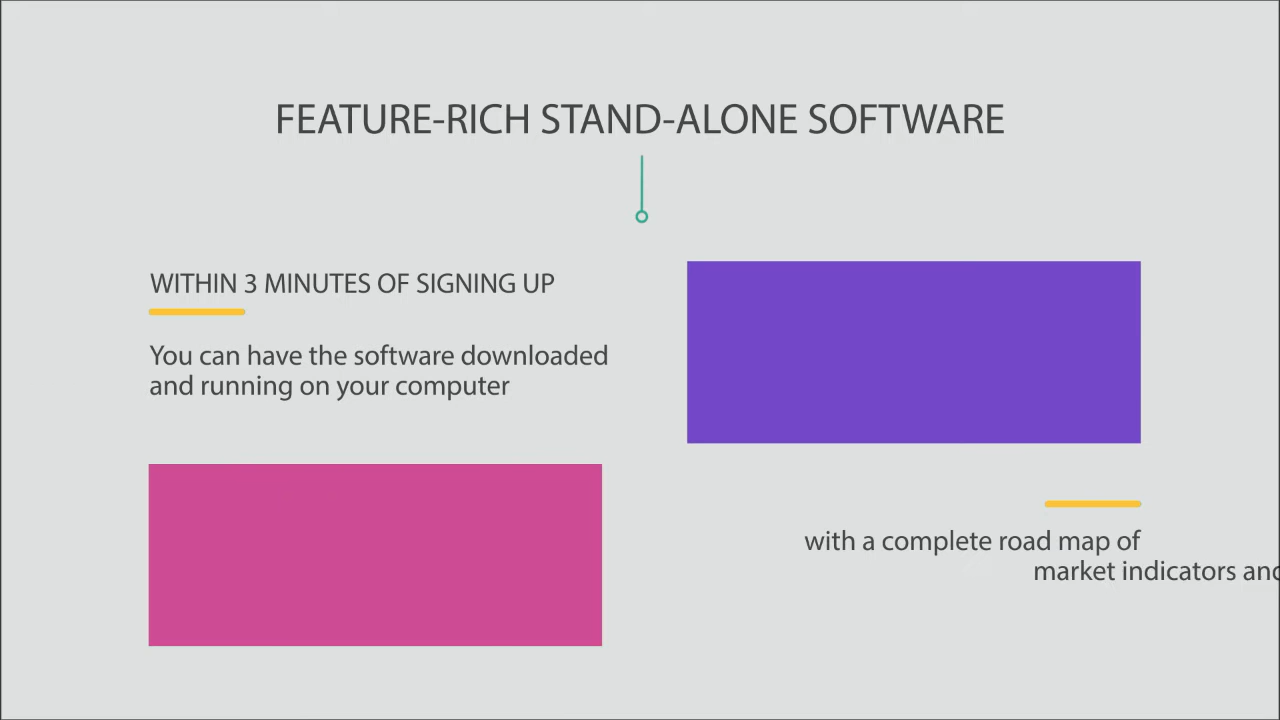 FEATURE-RICH STAND-ALONE SOFTWARE
WITHIN 3 MINUTES OF SIGNING UP
You can have the software downloaded
and running on your computer
with a complete road map of
market indicators and